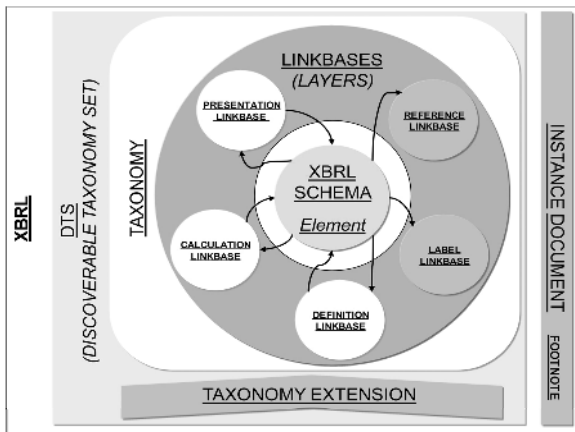 XBRL
DTS
(DISCOVERABLE TAXONOMY SET)
TAXONOMY
LINKBASES
(LAYERS)
PRESENTATION
LINKBASE
REFERENCE
LINKBASE
XBRL
SCHEMA
Element
CALCULATION
LINKBASE
LABEL
LINKBASE
DEFINITION
LINKBASE
TAXONOMY EXTENSION
INSTANCE DOCUMENT
FOOTNOTE